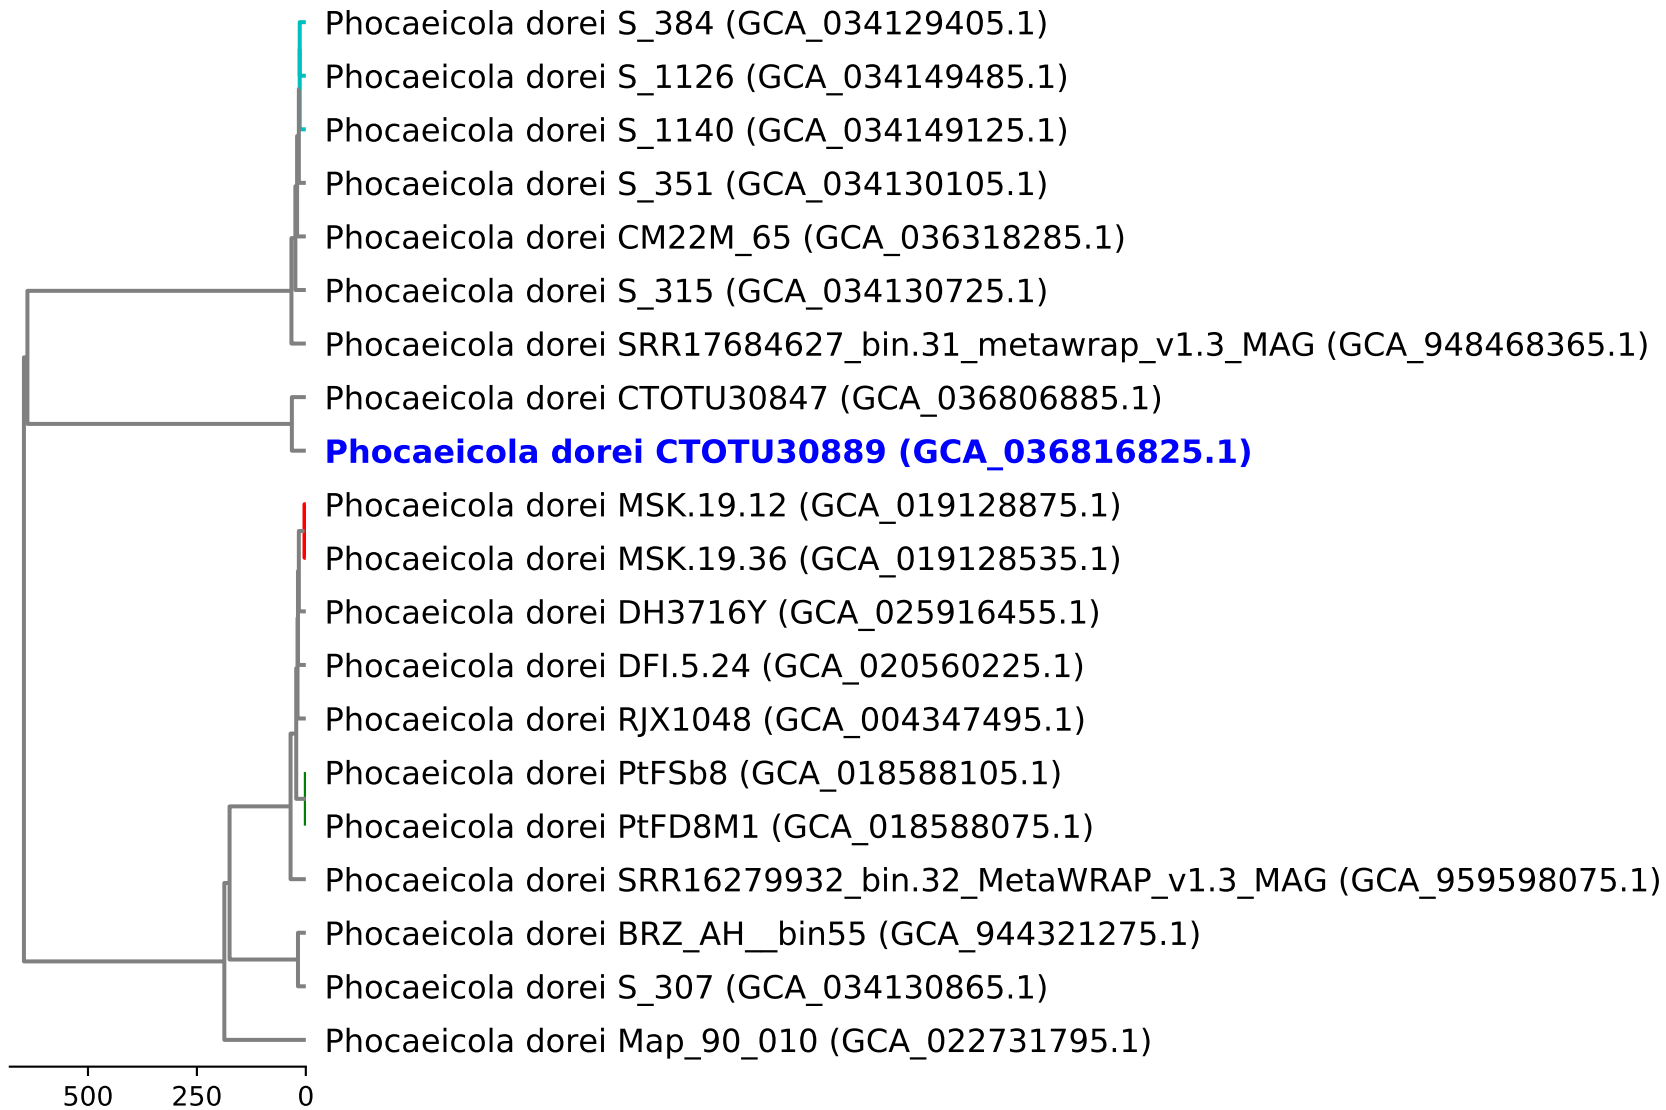 Phocaeicola dorei S_384 (GCA_034129405.1)
Phocaeicola dorei S_1126 (GCA_034149485.1)
Phocaeicola dorei S_1140 (GCA_034149125.1)
Phocaeicola dorei S_351 (GCA_034130105.1)
Phocaeicola dorei CM22M_65 (GCA_036318285.1)
Phocaeicola dorei S_315 (GCA_034130725.1)
Phocaeicola dorei SRR17684627_bin.31_metawrap_v1.3_MAG (GCA_948468365.1)
Phocaeicola dorei CTOTU30847 (GCA_036806885.1)
Phocaeicola dorei CTOTU30889 (GCA_036816825.1)
Phocaeicola dorei MSK.19.12 (GCA_019128875.1)
Phocaeicola dorei MSK.19.36 (GCA_019128535.1)
Phocaeicola dorei DH3716Y (GCA_025916455.1)
Phocaeicola dorei DFI.5.24 (GCA_020560225.1)
Phocaeicola dorei RJX1048 (GCA_004347495.1)
Phocaeicola dorei PtFSb8 (GCA_018588105.1)
Phocaeicola dorei PtFD8M1 (GCA_018588075.1)
Phocaeicola dorei SRR16279932_bin.32_MetaWRAP_v1.3_MAG (GCA_959598075.1)
Phocaeicola dorei BRZ_AH__bin55 (GCA_944321275.1)
Phocaeicola dorei S_307 (GCA_034130865.1)
Phocaeicola dorei Map_90_010 (GCA_022731795.1)
500 250 0